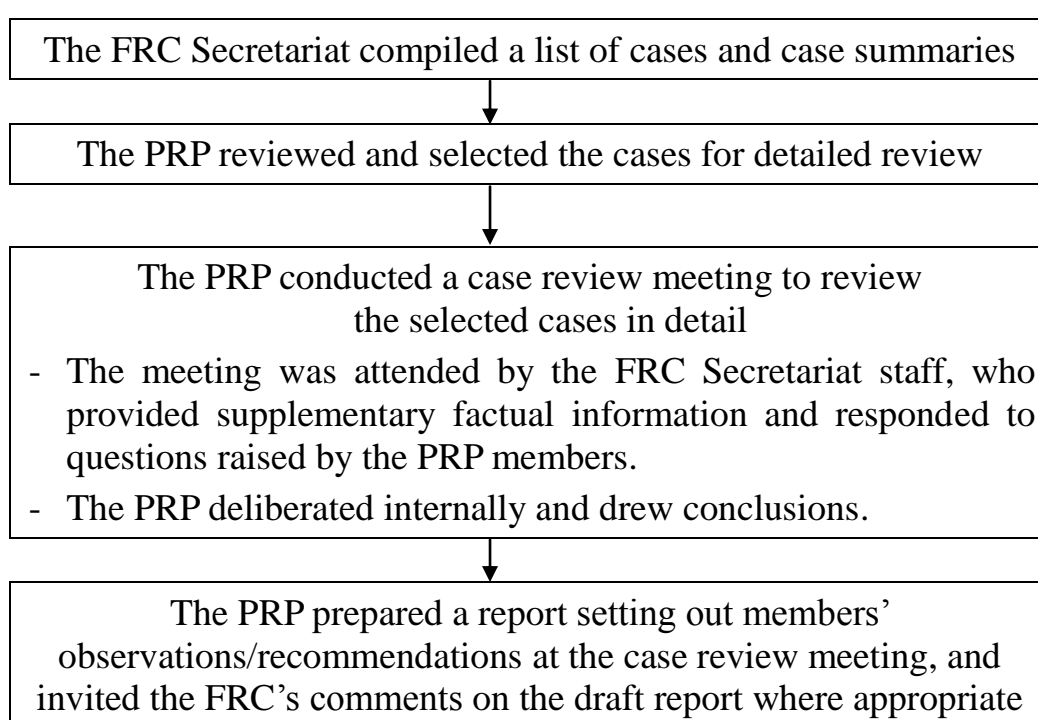 The FRC Secretariat compiled a list of cases and case summaries
The PRP reviewed and selected the cases for detailed review
The PRP conducted a case review meeting to review
the selected cases in detail
- The meeting was attended by the FRC Secretariat staff, who
provided supplementary factual information and responded to
questions raised by the PRP members.
- The PRP deliberated internally and drew conclusions.
The PRP prepared a report setting out members’
observations/recommendations at the case review meeting, and
invited the FRC’s comments on the draft report where appropriate